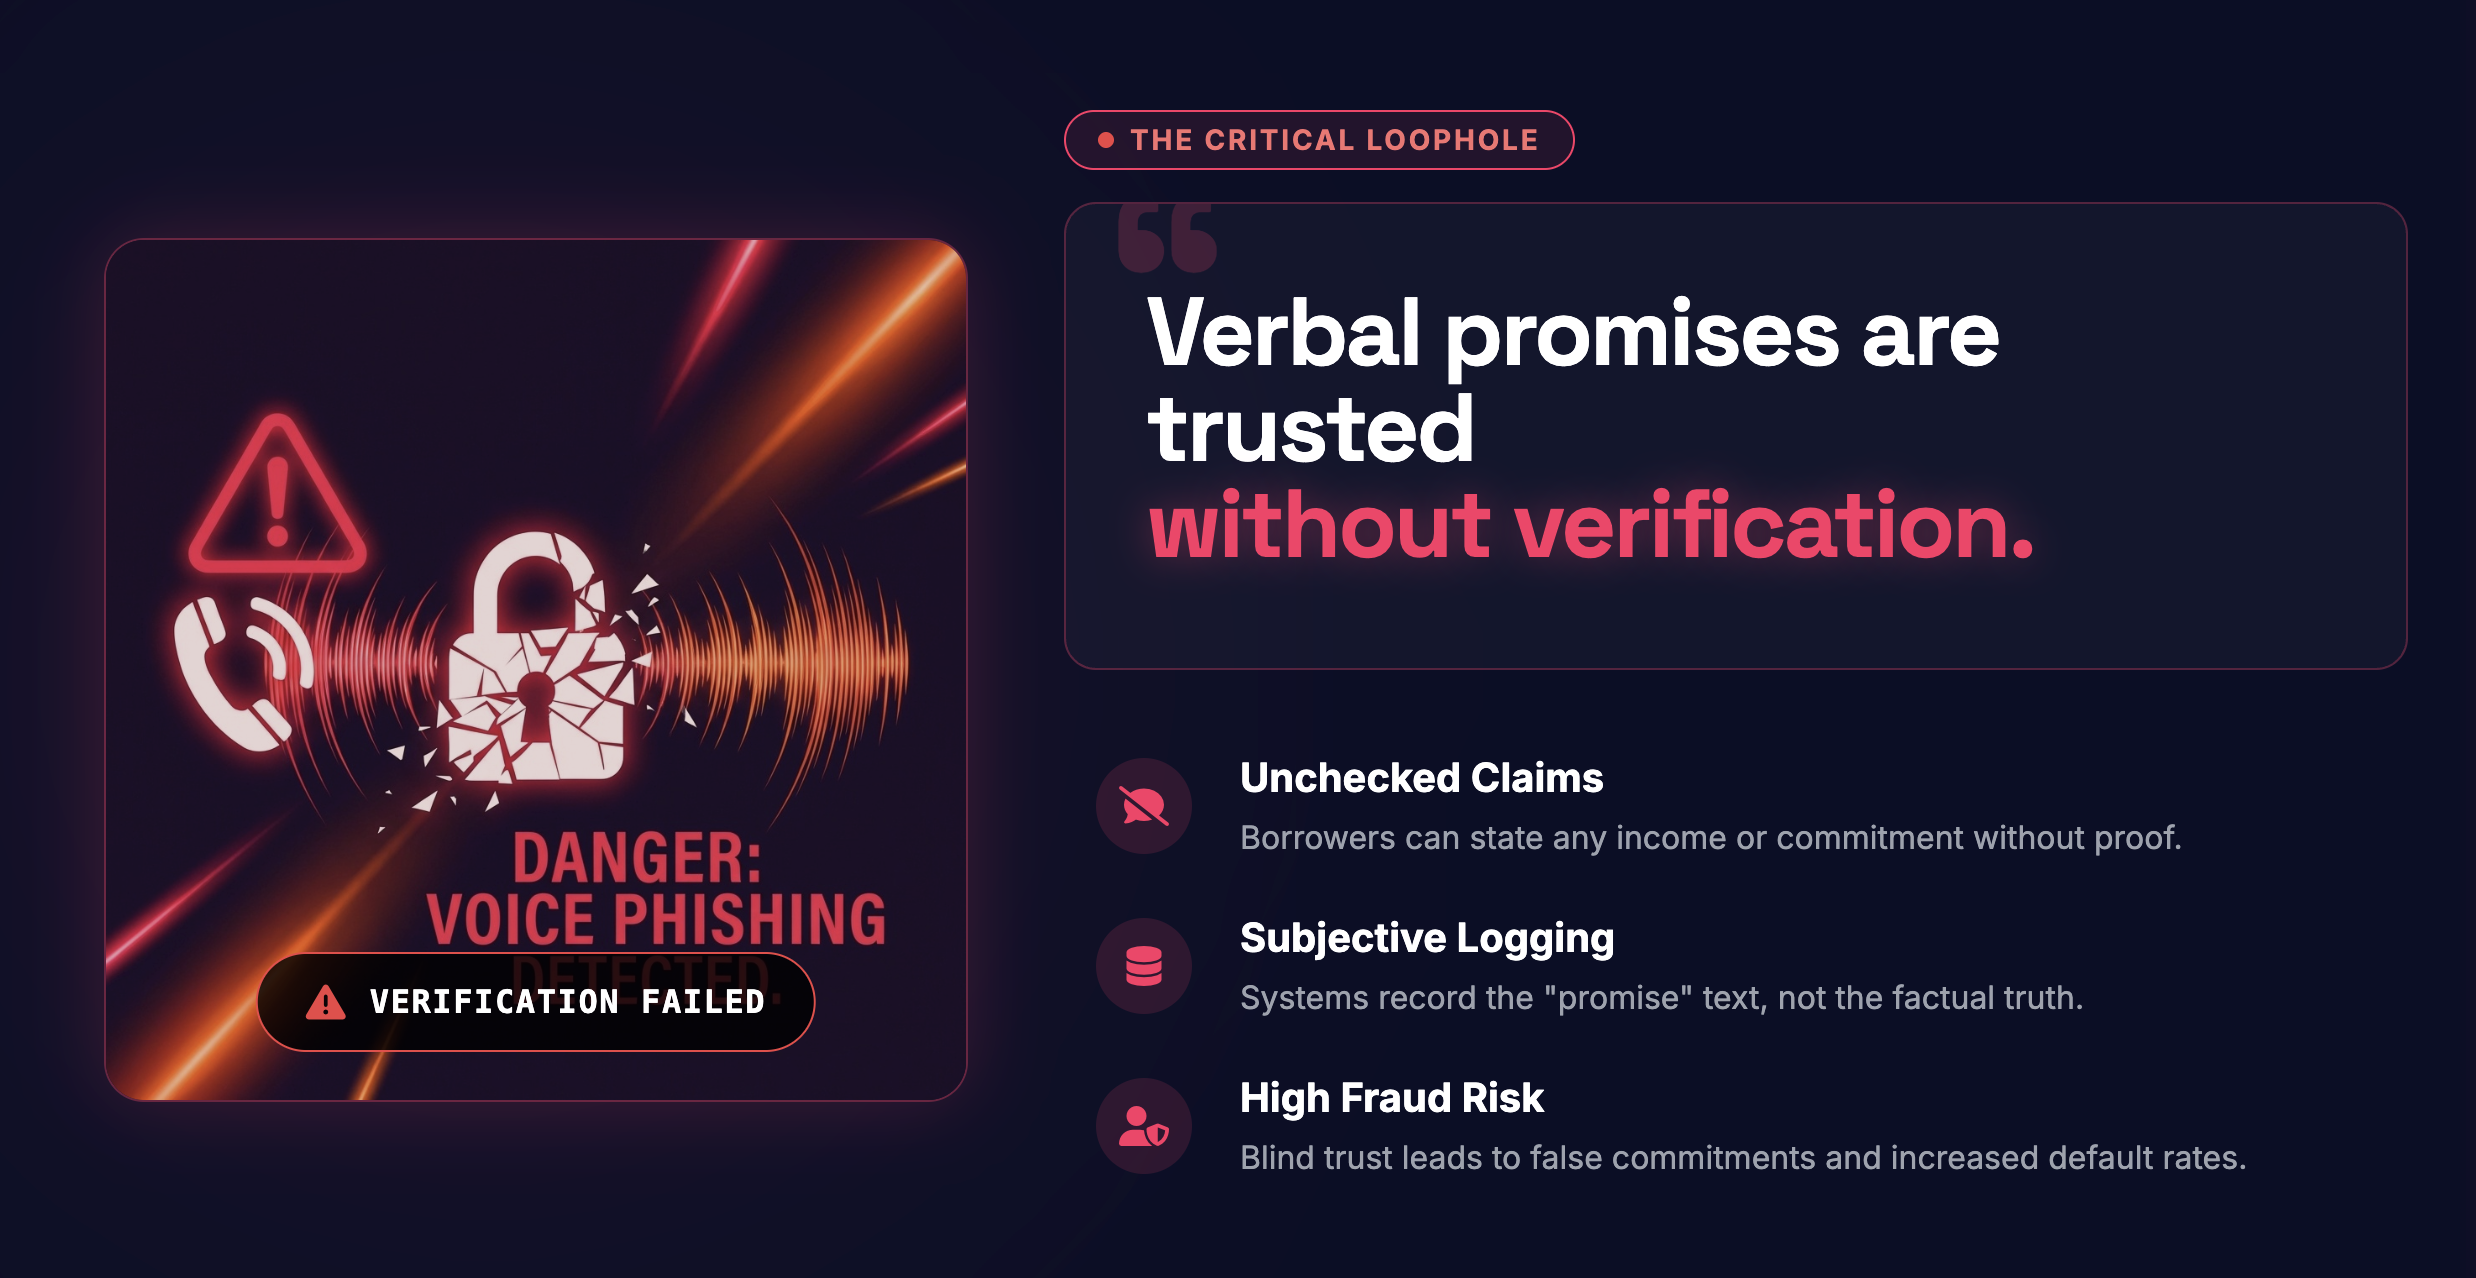 THE CRITICAL LOOPHOLE
Verbal promises are
trusted
without verification.
DANGER:
VOICE PHISHING
DETECTED.
VERIFICATION FAILED
Unchecked Claims
Borrowers can state any income or commitment without proof.
Subjective Logging
Systems record the "promise" text, not the factual truth.
High Fraud Risk
Blind trust leads to false commitments and increased default rates.